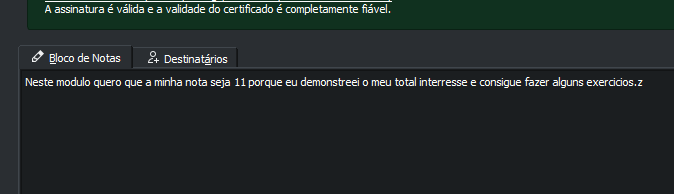 A assinatura é válida e a validade do certificado é completamente fiável.
Bloco de Notas Destinatários
Neste modulo quero que a minha nota seja 11 porque eu demonstreei o meu total interresse e consigue fazer alguns exercicios.z